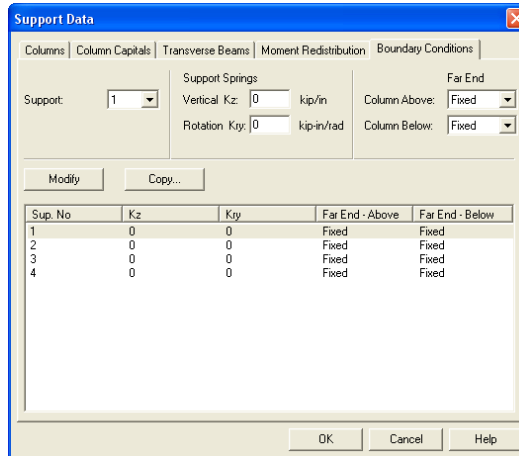 Support Data
Columns Column Capitals Transverse Beams Moment Redistribution Boundary Conditions
Support Springs Far End
Support: 1 Vertical Kz: 0 kip/in Column Above: Fixed
Rotation Kry: 0 kip-in/rad Column Below: Fixed
Modify Copy...
Sup. No Kz Kry Far End - Above Far End - Below
1 0 0 Fixed Fixed
2 0 0 Fixed Fixed
3 0 0 Fixed Fixed
4 0 0 Fixed Fixed
OK Cancel Help